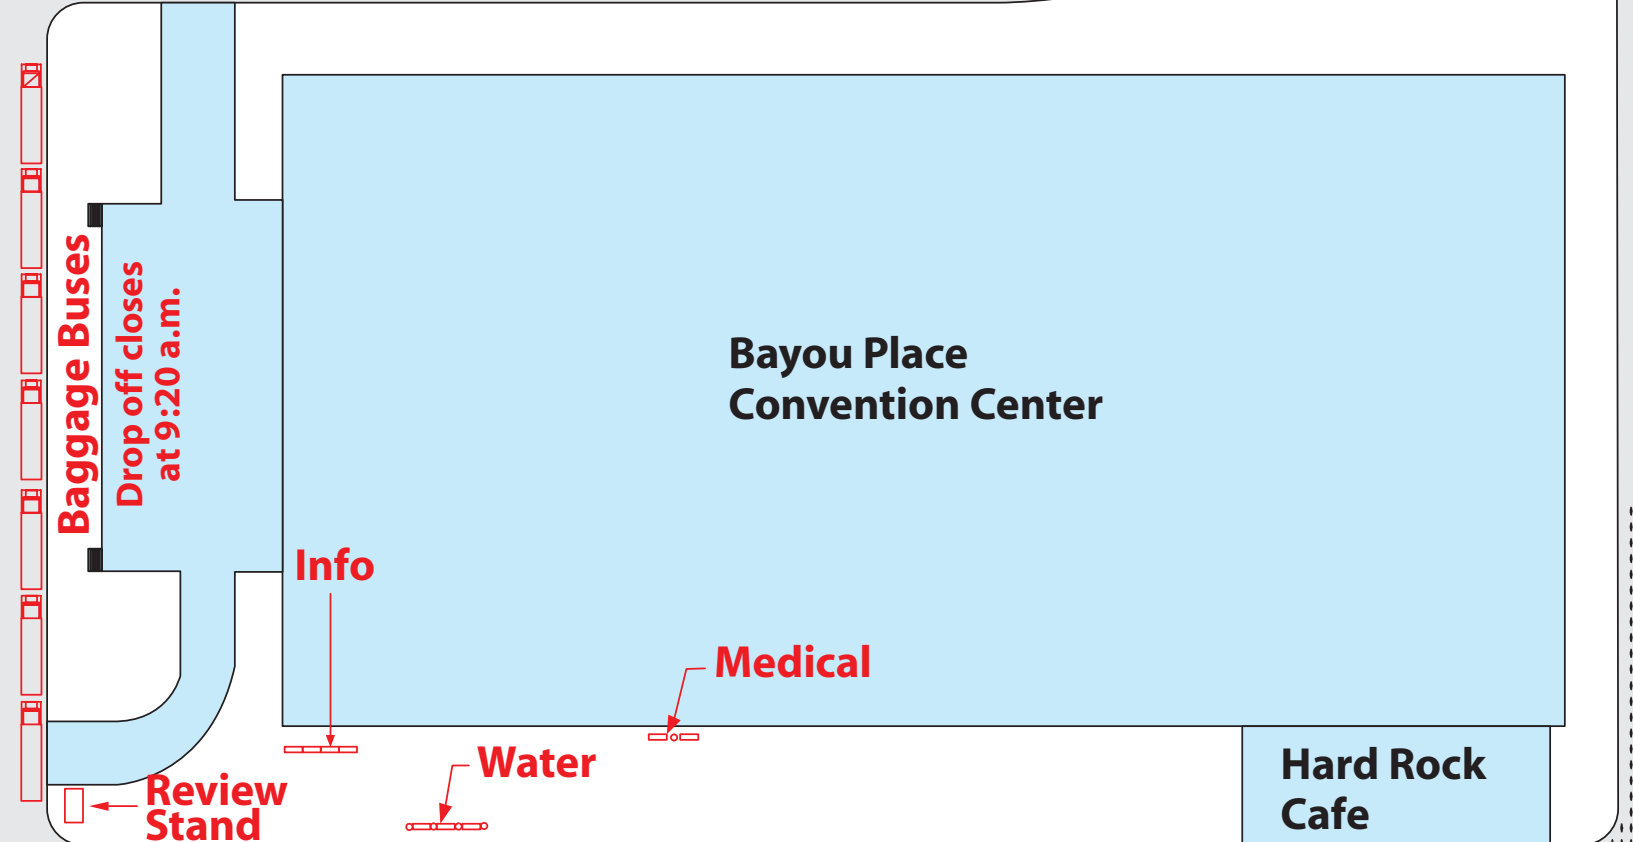 Baggage Buses
Drop off closes
at 9:20 a.m.
Bayou Place
Convention Center
Info
Medical
Water
Review
Stand
Hard Rock
Cafe